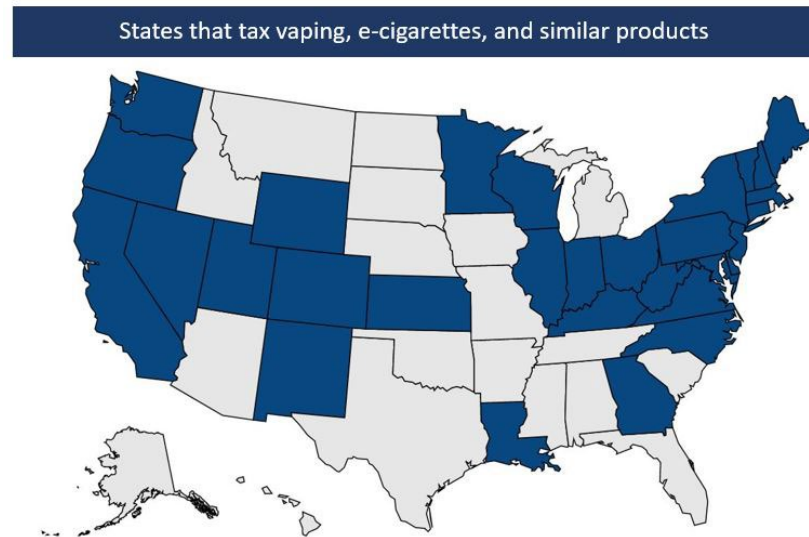 States that tax vaping, e-cigarettes, and similar products